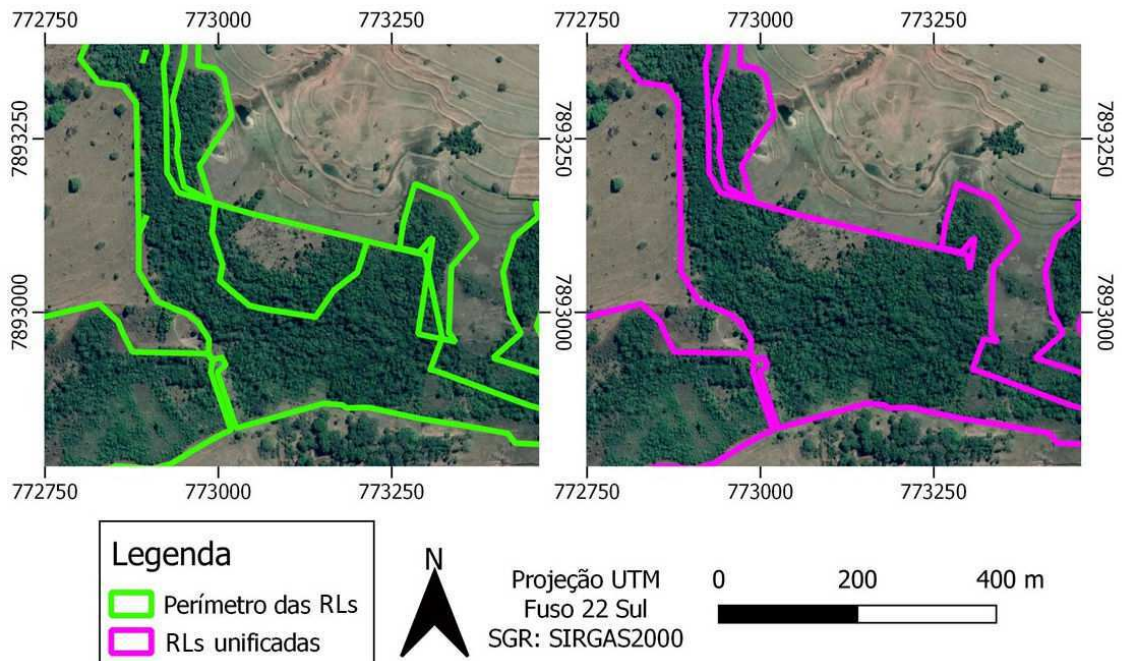 772750 773000 773250 772750 773000 773250
7893250 7893250
7893000 7893000
772750 773000 773250 772750 773000 773250
Legenda
Perímetro das RLs
RLs unificadas
N
Projeção UTM
Fuso 22 Sul
SGR: SIRGAS2000
0 200 400 m